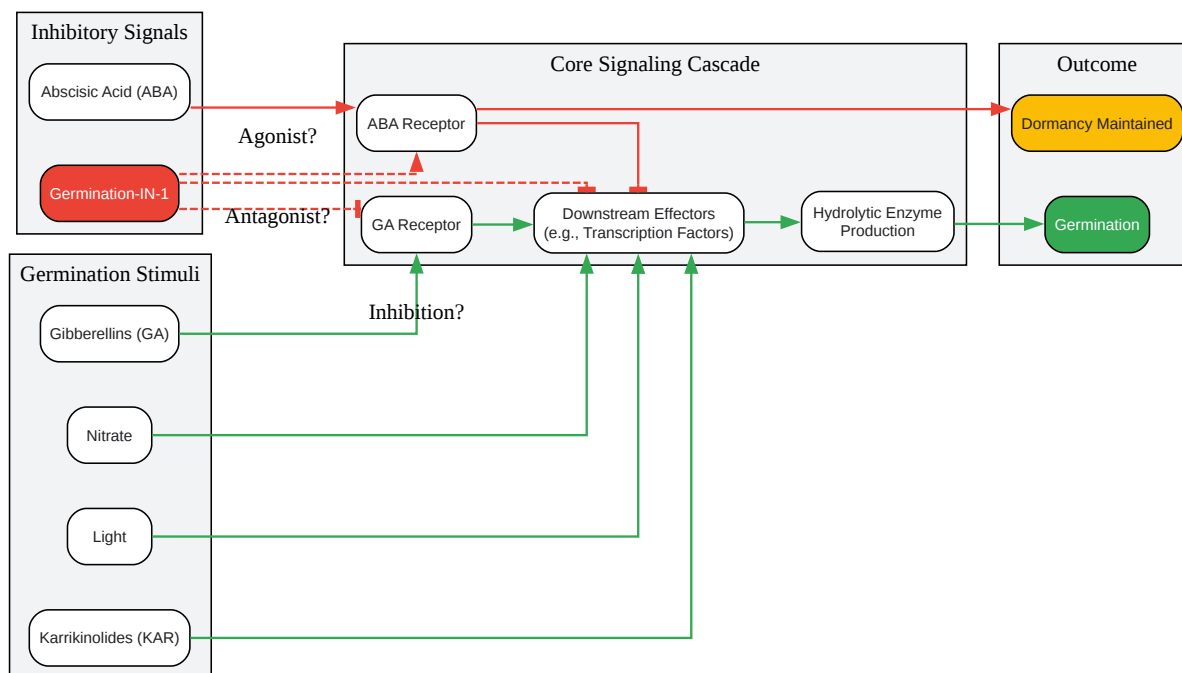 Inhibitory Signals
Abscisic Acid (ABA)
Germination-IN-1
Agonist?
Antagonist?
Core Signaling Cascade
ABA Receptor
GA Receptor
Downstream Effectors
(e.g., Transcription Factors)
Hydrolytic Enzyme
Production
Outcome
Dormancy Maintained
Germination
Germination Stimuli
Inhibition?
Gibberellins (GA)
Nitrate
Light
Karrikinolides (KAR)